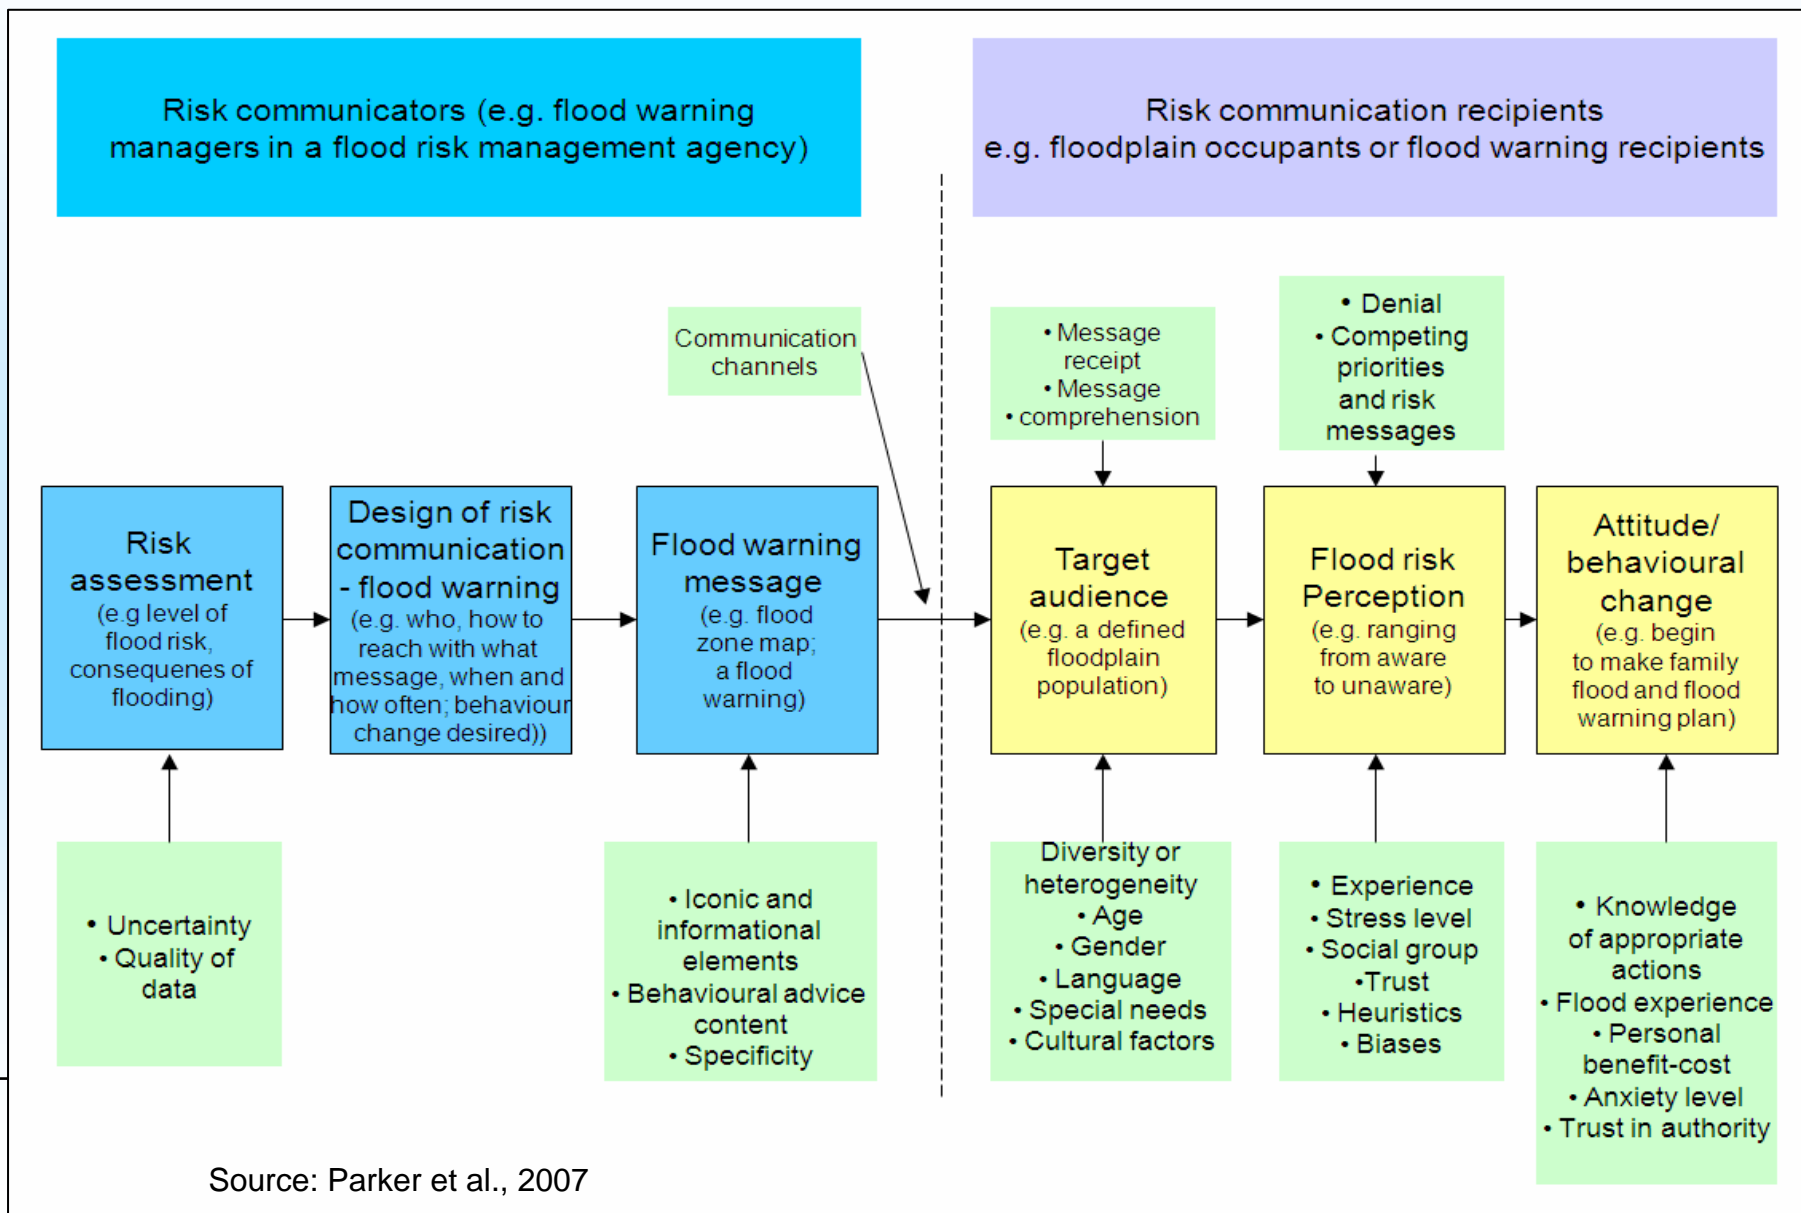 Risk communicators (e.g. flood warning
managers in a flood risk management agency)
Risk communication recipients
e.g. floodplain occupants or flood warning recipients
Communication
channels
• Message
receipt
• Message
• comprehension
• Denial
• Competing
priorities
and risk
messages
Risk
assessment
(e.g level of
flood risk,
consequenes of
flooding)
Design of risk
communication
- flood warning
(e.g. who, how to
reach with what
message, when and
how often; behaviour
change desired))
Flood warning
message
(e.g. flood
zone map;
a flood
warning)
Target
audience
(e.g. a defined
floodplain
population)
Flood risk
Perception
(e.g. ranging
from aware
to unaware)
Attitude/
behavioural
change
(e.g. begin
to make family
flood and flood
warning plan)
• Uncertainty
• Quality of
data
• Iconic and
informational
elements
• Behavioural advice
content
• Specificity
Diversity or
heterogeneity
• Age
• Gender
• Language
• Special needs
• Cultural factors
• Experience
• Stress level
• Social group
•Trust
• Heuristics
• Biases
• Knowledge
of appropriate
actions
• Flood experience
• Personal
benefit-cost
• Anxiety level
• Trust in authority
Source: Parker et al., 2007